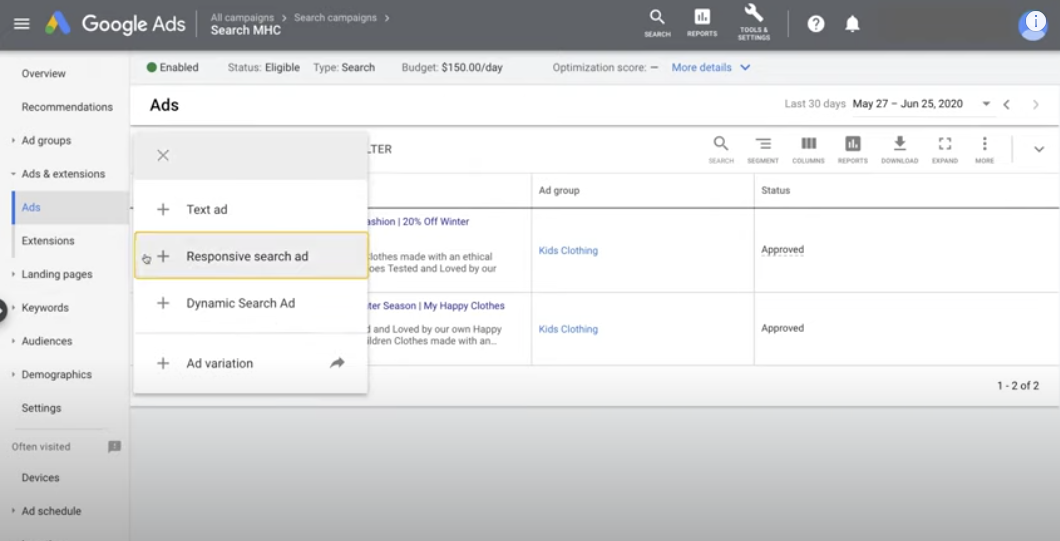 Google Ads
All campaigns > Search campaigns >
Search MHC
SEARCH
REPORTS
TOOLS &
SETTINGS
Overview
Recommendations
Ad groups
Ads & extensions
Ads
Extensions
Landing pages
Keywords
Audiences
Demographics
Settings
Often visited
Devices
Ad schedule
Enabled Status: Eligible Type: Search Budget: $150.00/day Optimization score: — More details
Ads
Last 30 days May 27 – Jun 25, 2020
LTER
SEARCH
SEGMENT
COLUMNS
REPORTS
DOWNLOAD
EXPAND
MORE
Text ad
Responsive search ad
Dynamic Search Ad
Ad variation
Ad group
Status
ashion | 20% Off Winter
lothes made with an ethical
oes Tested and Loved by our
Kids Clothing
Approved
ter Season | My Happy Clothes
d and Loved by our own Happy
ildren Clothes made with an...
Kids Clothing
Approved
1 - 2 of 2